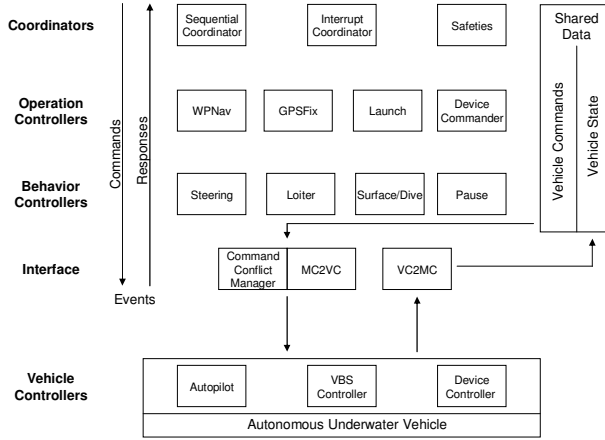 Coordinators
Sequential
Coordinator
Interrupt
Coordinator
Safeties
Shared
Data
Operation
Controllers
WPNav
GPSFix
Launch
Device
Commander
Commands
Responses
Vehicle Commands
Vehicle State
Behavior
Controllers
Steering
Loiter
Surface/Dive
Pause
Interface
Command
Conflict
Manager
MC2VC
VC2MC
Events
Vehicle
Controllers
Autopilot
VBS
Controller
Device
Controller
Autonomous Underwater Vehicle